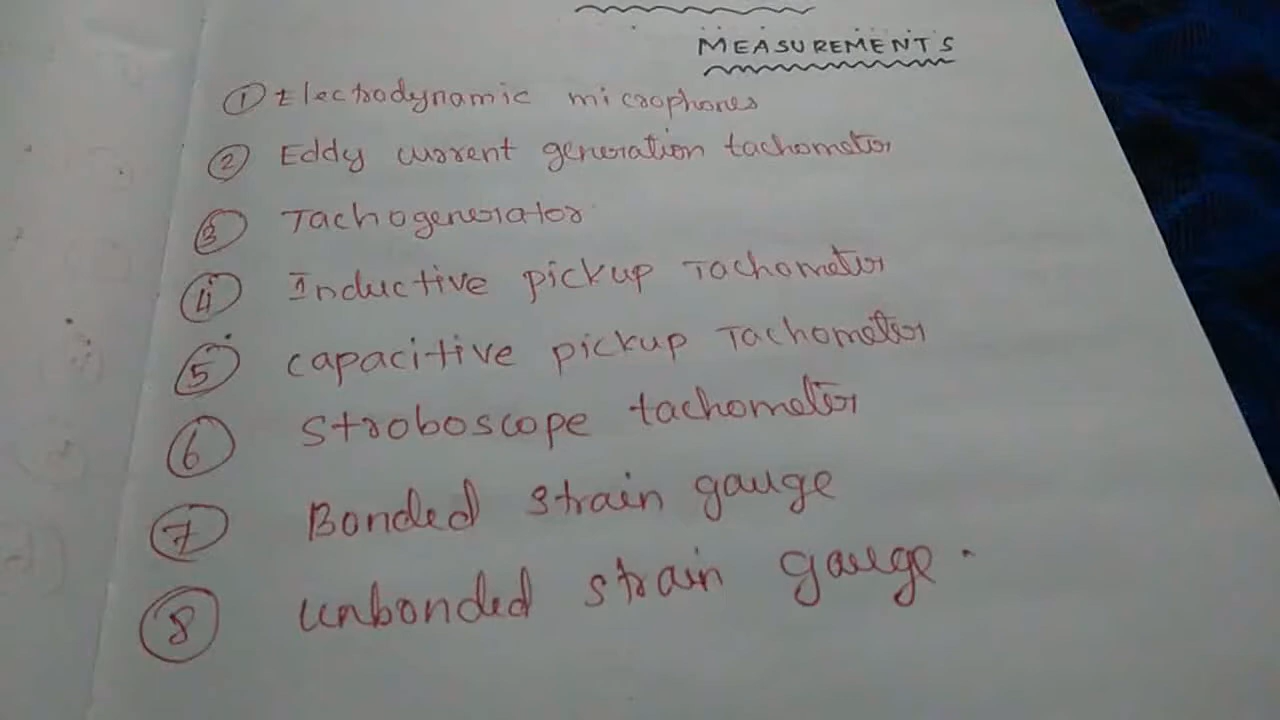 MEASUREMENTS
① Electrodynamic microphones
② Eddy current generation tachometer
③ Tachogenerator
④ Inductive pickup Tachometer
⑤ Capacitive pickup Tachometer
⑥ Stroboscope tachometer
⑦ Bonded strain gauge
⑧ unbonded strain gauge.